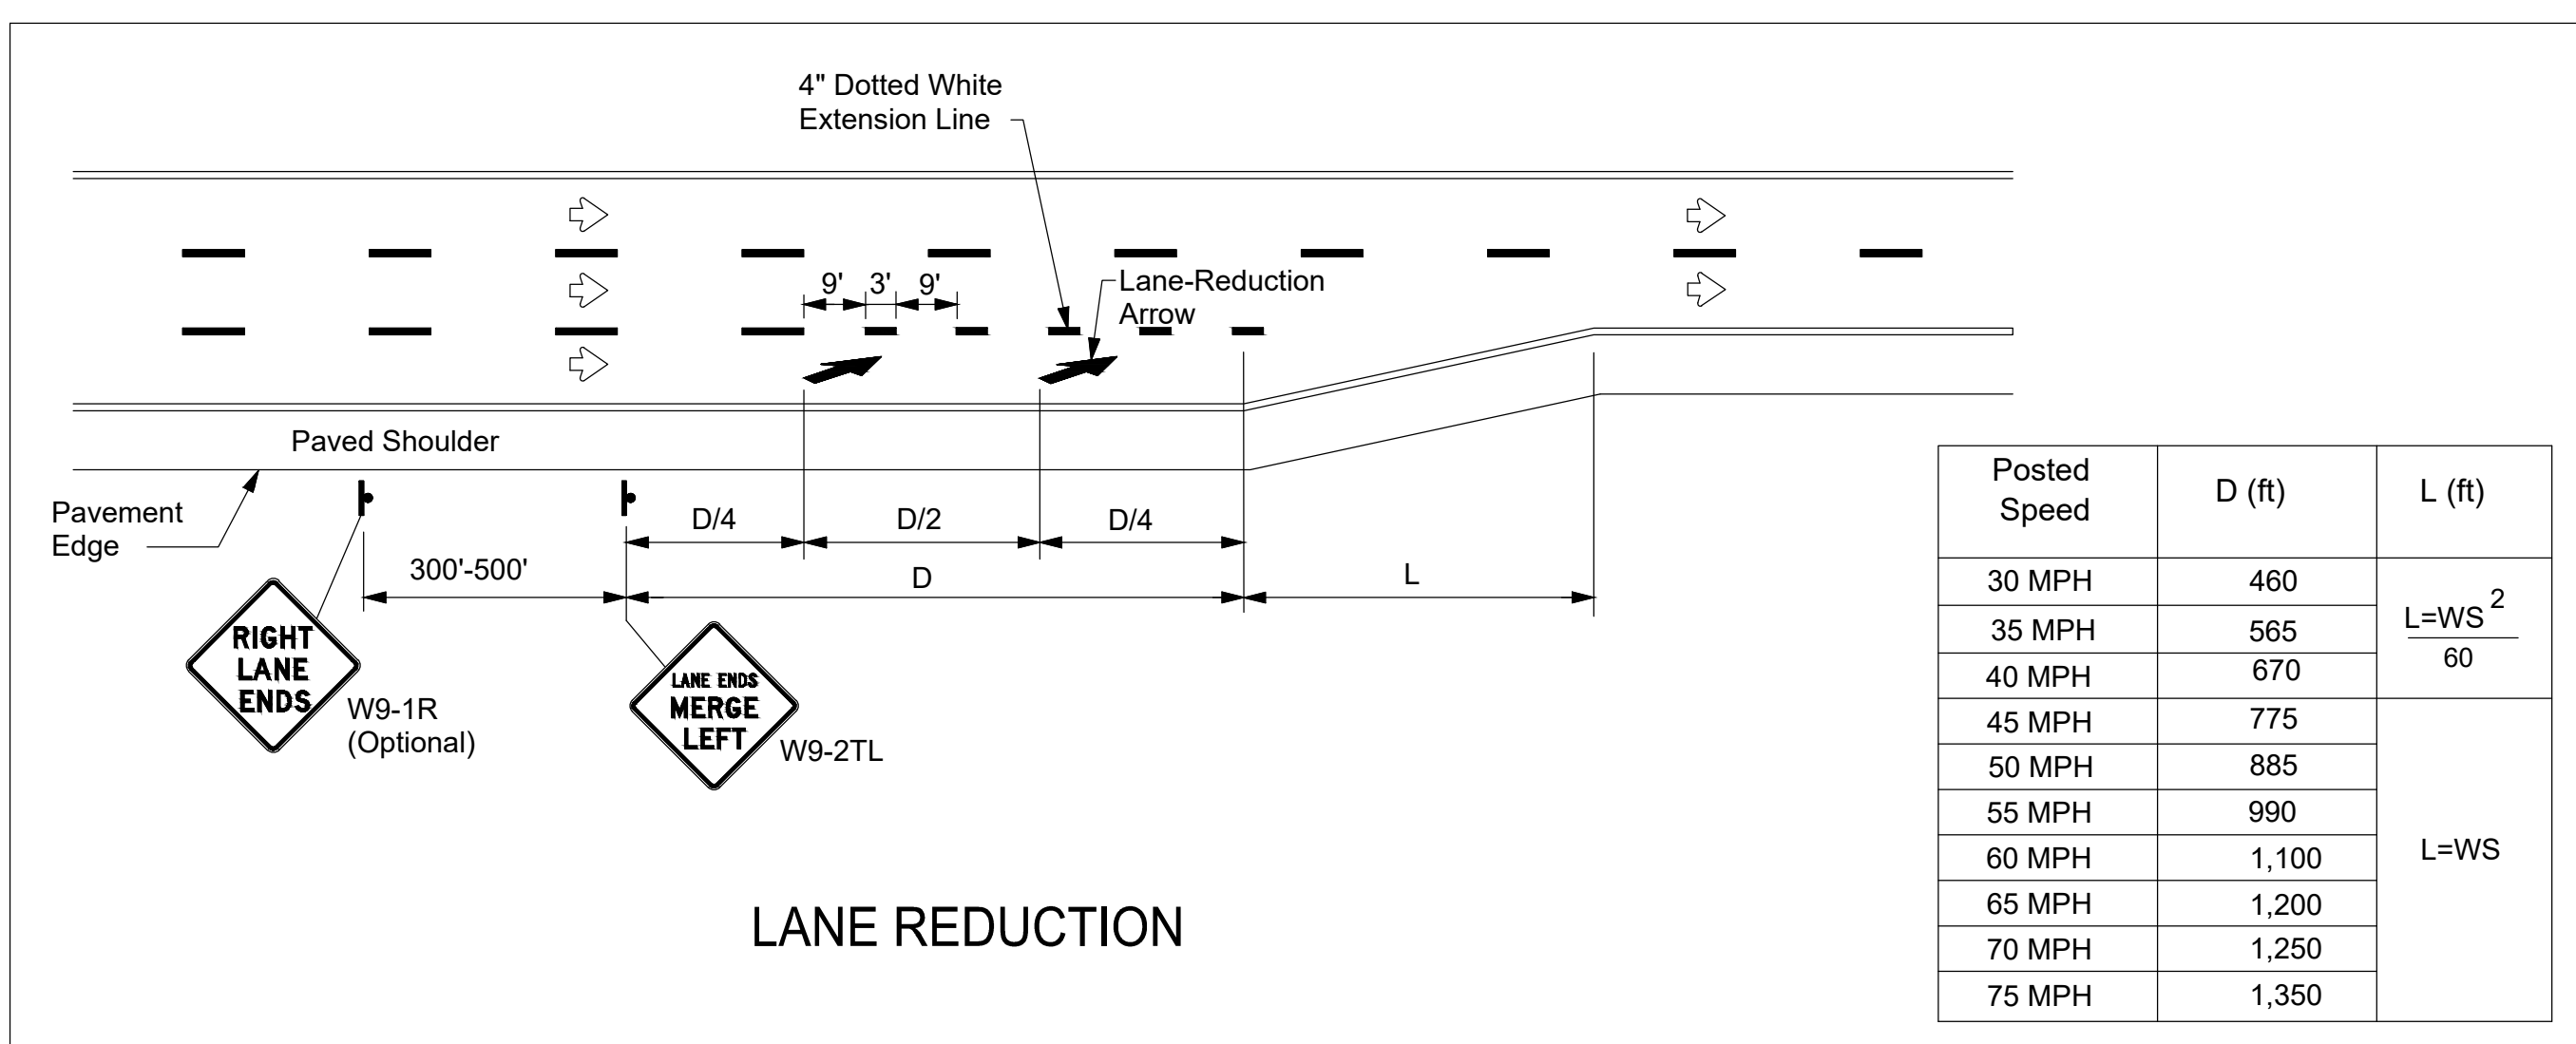 4" Dotted White
Extension Line
9' 3' 9'
Lane-Reduction
Arrow
Paved Shoulder
Pavement
Edge
D/4 D/2 D/4
300'-500' D L
RIGHT
LANE
ENDS
W9-1R
(Optional)
LANE ENDS
MERGE
LEFT
W9-2TL
LANE REDUCTION
Posted
Speed
D (ft) L (ft)
30 MPH 460
35 MPH 565
40 MPH 670
L=WS 2
60
45 MPH 775
50 MPH 885
55 MPH 990
60 MPH 1,100
65 MPH 1,200
70 MPH 1,250
75 MPH 1,350
L=WS